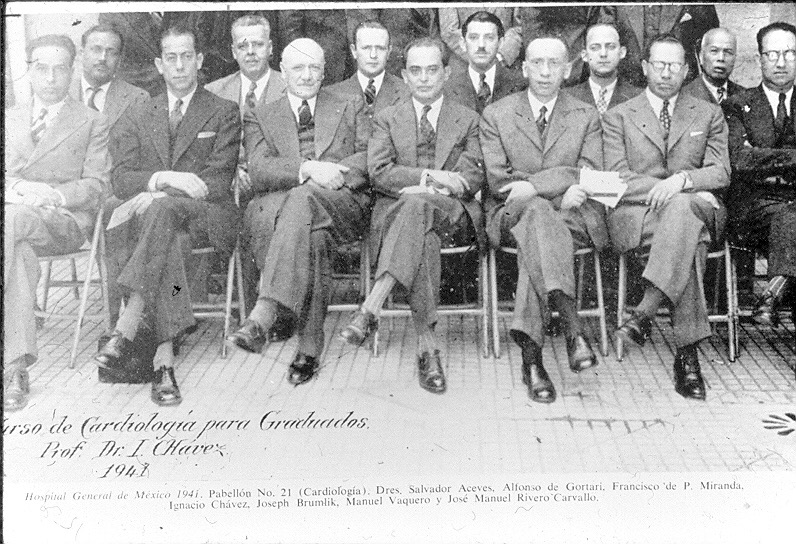 urso de Cardiología para Graduados.
Prof. Dr. I. Chávez.
1941
Hospital General de México 1941. Pabellón No. 21 (Cardiología). Dres. Salvador Aceves, Alfonso de Gortari, Francisco de P. Miranda,
Ignacio Chávez, Joseph Brumlik, Manuel Vaquero y José Manuel Rivero Carvallo.